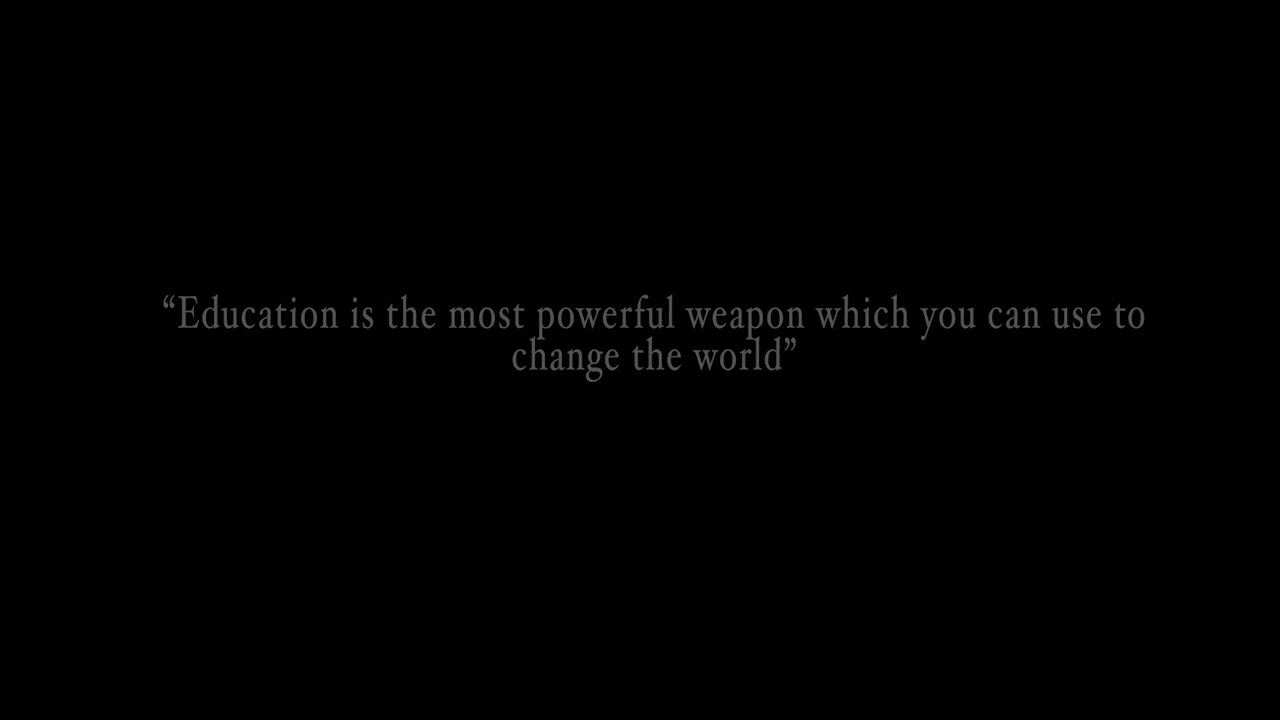 “Education is the most powerful weapon which you can use to
change the world”